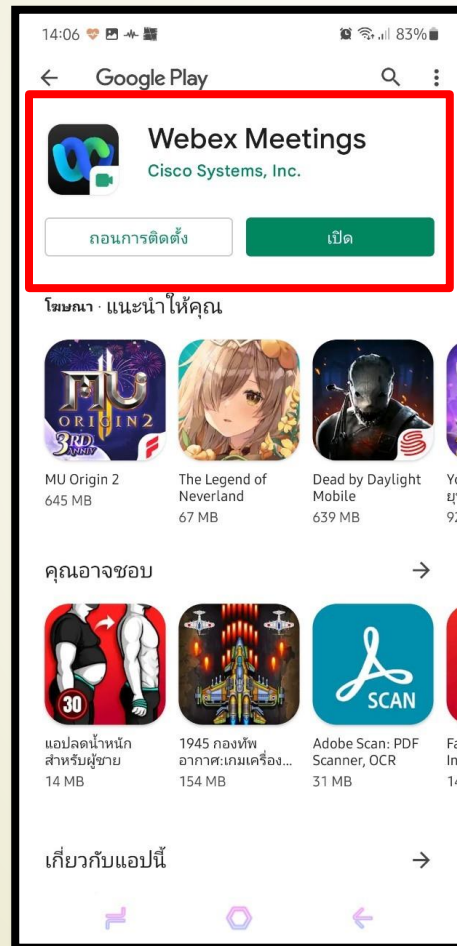 14:06
83%
Google Play
Webex Meetings
Cisco Systems, Inc.
ถอนการติดตั้ง
เปิด
โฆษณา · แนะนำให้คุณ
MU
ORIGIN 2
3RD
ANNIV
MU Origin 2
645 MB
The Legend of
Neverland
67 MB
Dead by Daylight
Mobile
639 MB
คุณอาจชอบ
30
SCAN
แอปลดน้ำหนัก
สำหรับผู้ชาย
14 MB
1945 กองทัพ
อากาศ:เกมเครื่อง...
154 MB
Adobe Scan: PDF
Scanner, OCR
31 MB
เกี่ยวกับแอปนี้